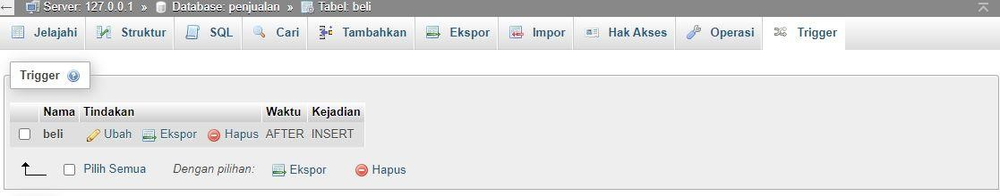 Server: 127.0.0.1 » Database: penjualan » Tabel: beli
Jelajahi Struktur SQL Cari Tambahkan Ekspor Impor Hak Akses Operasi Trigger
Trigger
Nama Tindakan Waktu Kejadian
beli Ubah Ekspor Hapus AFTER INSERT
Pilih Semua Dengan pilihan: Ekspor Hapus